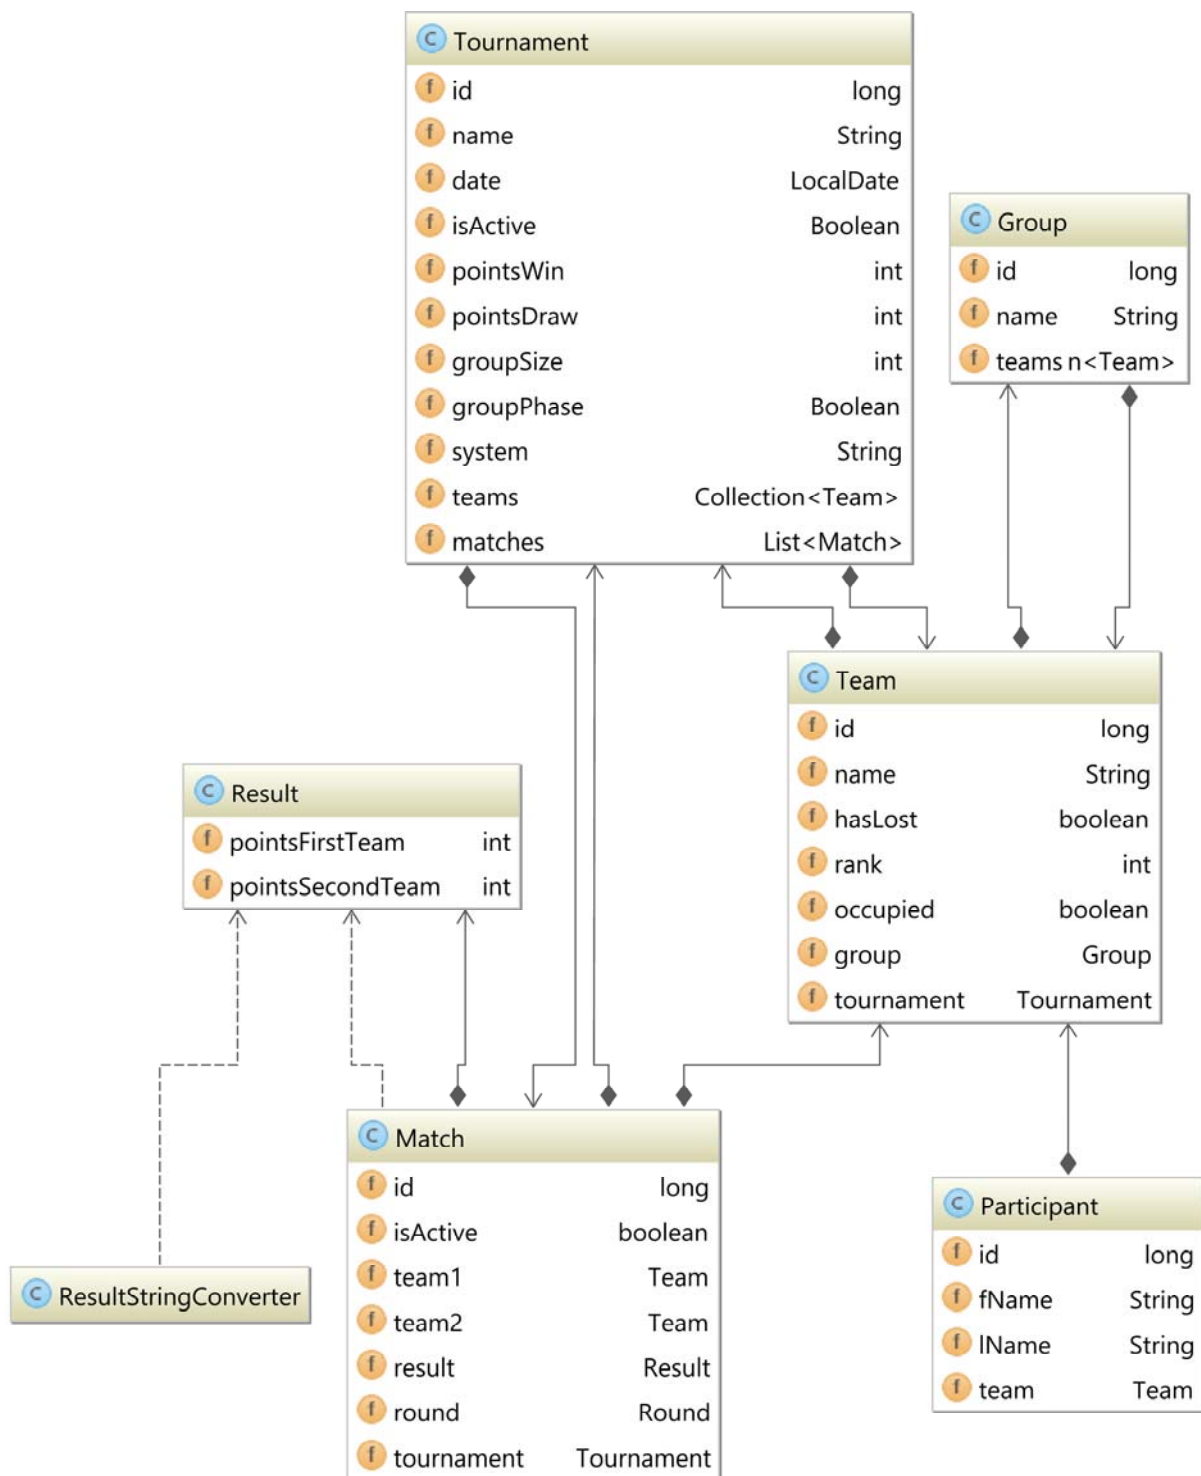 C Tournament
f id long
f name String
f date LocalDate
f isActive Boolean
f pointsWin int
f pointsDraw int
f groupSize int
f groupPhase Boolean
f system String
f teams Collection<Team>
f matches List<Match>
C Group
f id long
f name String
f teams n<Team>
C Team
f id long
f name String
f hasLost boolean
f rank int
f occupied boolean
f group Group
f tournament Tournament
C Result
f pointsFirstTeam int
f pointsSecondTeam int
C Match
f id long
f isActive boolean
f team1 Team
f team2 Team
f result Result
f round Round
f tournament Tournament
C ResultStringConverter
C Participant
f id long
f fName String
f lName String
f team Team